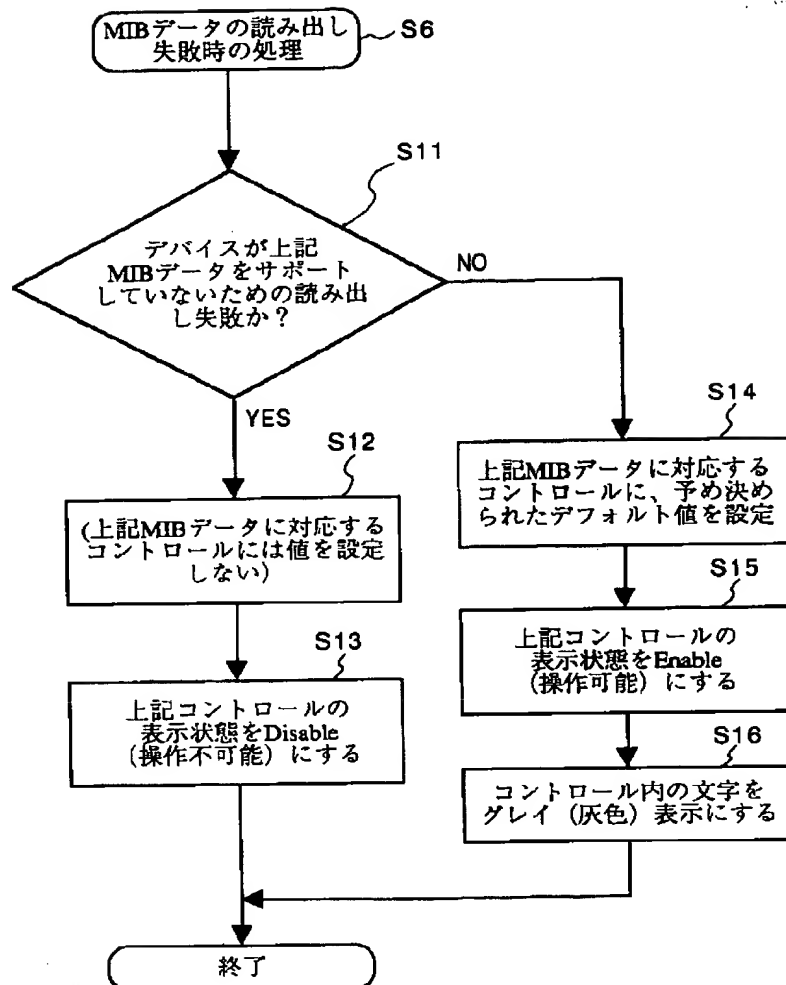 MIBデータの読み出し
失敗時の処理
S6
S11
デバイスが上記
MIBデータをサポート
していないための読み出
し失敗か?
NO
YES
S12
(上記MIBデータに対応する
コントロールには値を設定
しない)
S13
上記コントロールの
表示状態をDisable
(操作不可能)にする
S14
上記MIBデータに対応する
コントロールに、予め決め
られたデフォルト値を設定
S15
上記コントロールの
表示状態をEnable
(操作可能)にする
S16
コントロール内の文字を
グレイ(灰色)表示にする
終了